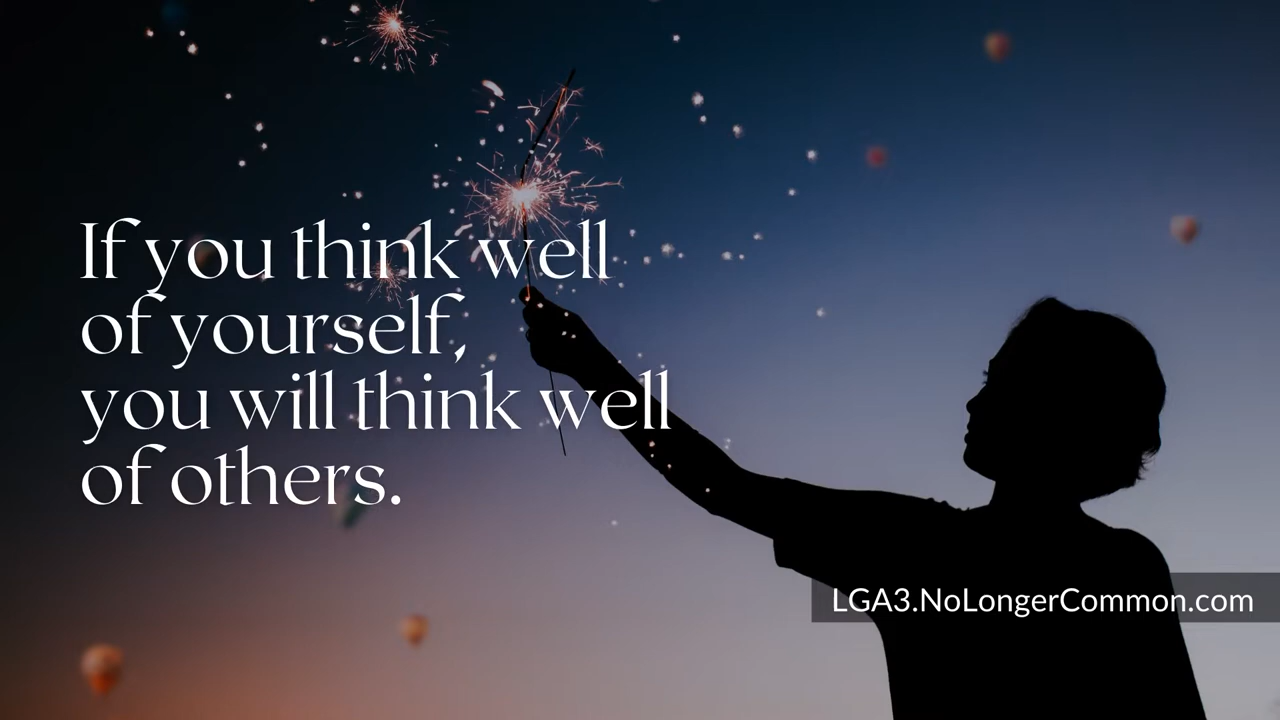 If you think well
of yourself,
you will think well
of others.
LGA3.NoLongerCommon.com